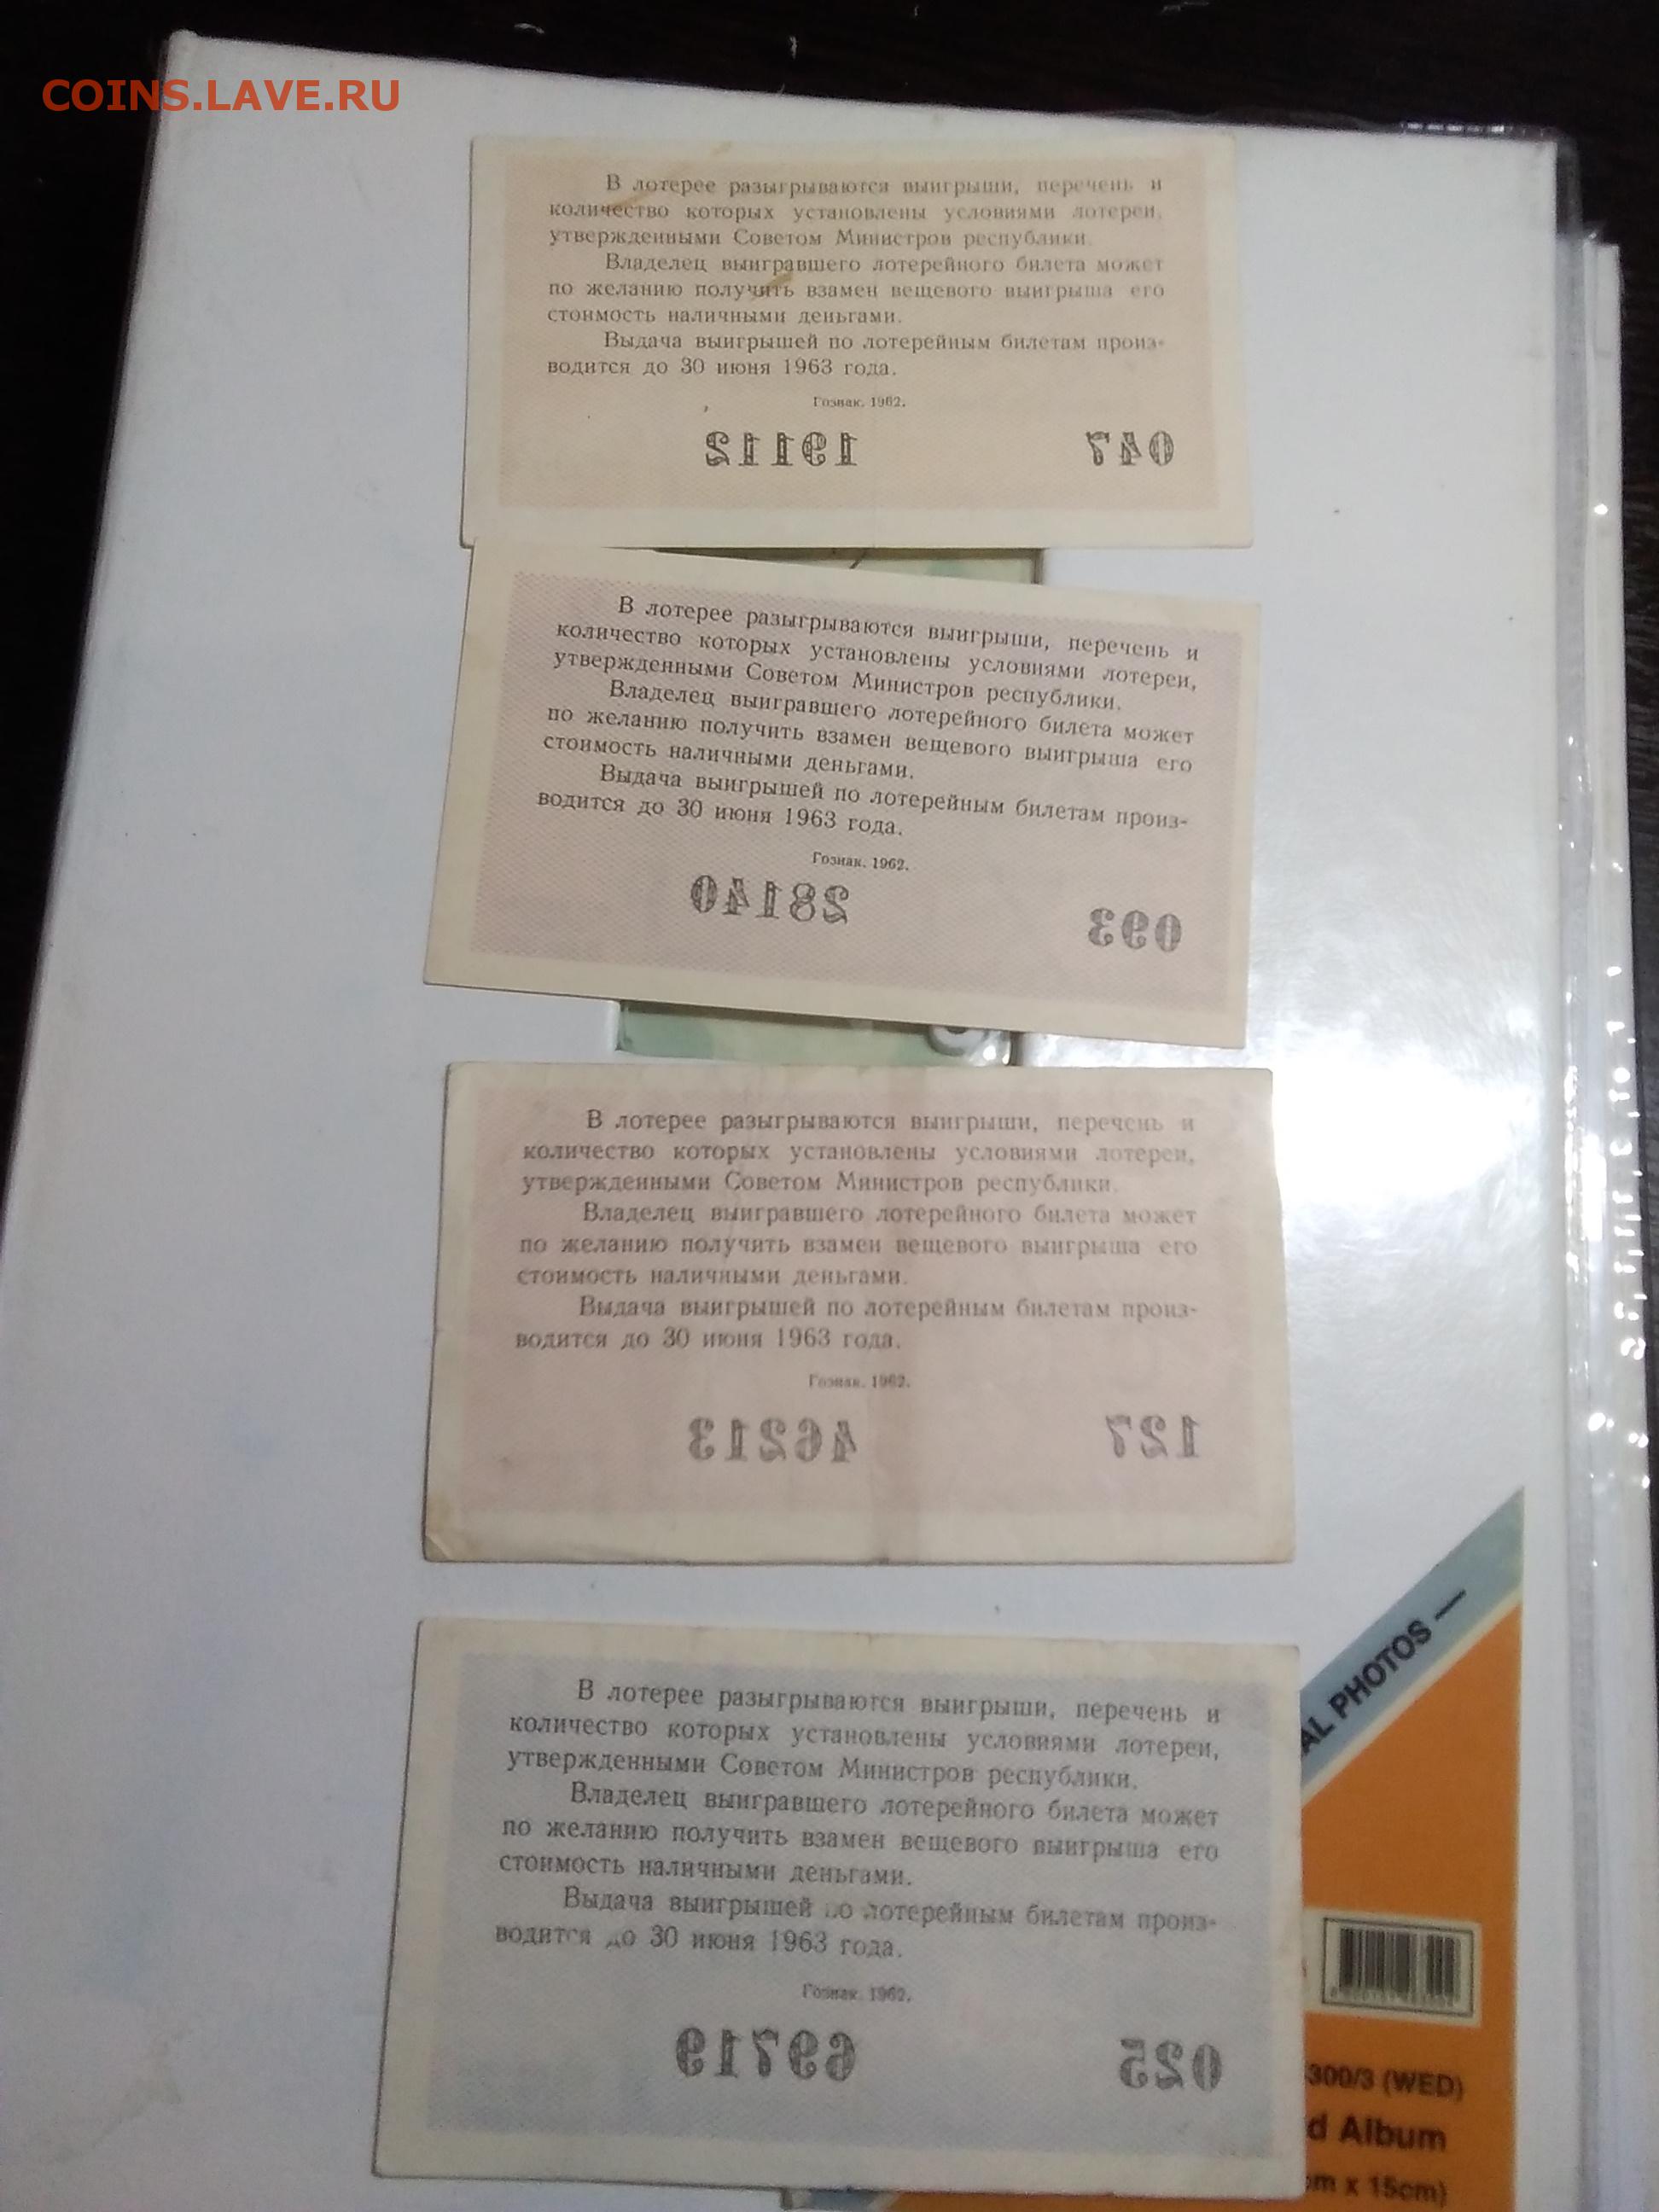 COINS.LAVE.RU
В лотерее разыгрываются выигрыши, перечень и
количество которых установлены условиями лотереи,
утвержденными Советом Министров республики.
Владелец выигравшего лотерейного билета может
по желанию получить взамен вещевого выигрыша его
стоимость наличными деньгами.
Выдача выигрышей по лотерейным билетам произ-
водится до 30 июня 1963 года.
Гознак. 1962.
19112 047
В лотерее разыгрываются выигрыши, перечень и
количество которых установлены условиями лотереи,
утвержденными Советом Министров республики.
Владелец выигравшего лотерейного билета может
по желанию получить взамен вещевого выигрыша его
стоимость наличными деньгами.
Выдача выигрышей по лотерейным билетам произ-
водится до 30 июня 1963 года.
Гознак. 1962.
28140 093
В лотерее разыгрываются выигрыши, перечень и
количество которых установлены условиями лотереи,
утвержденными Советом Министров республики.
Владелец выигравшего лотерейного билета может
по желанию получить взамен вещевого выигрыша его
стоимость наличными деньгами.
Выдача выигрышей по лотерейным билетам произ-
водится до 30 июня 1963 года.
Гознак. 1962.
46213 127
В лотерее разыгрываются выигрыши, перечень и
количество которых установлены условиями лотереи,
утвержденными Советом Министров республики.
Владелец выигравшего лотерейного билета может
по желанию получить взамен вещевого выигрыша его
стоимость наличными деньгами.
Выдача выигрышей по лотерейным билетам произ-
водится до 30 июня 1963 года.
Гознак. 1962.
69719 025
AL PHOTOS —
300/3 (WED)
d Album
m x 15cm)